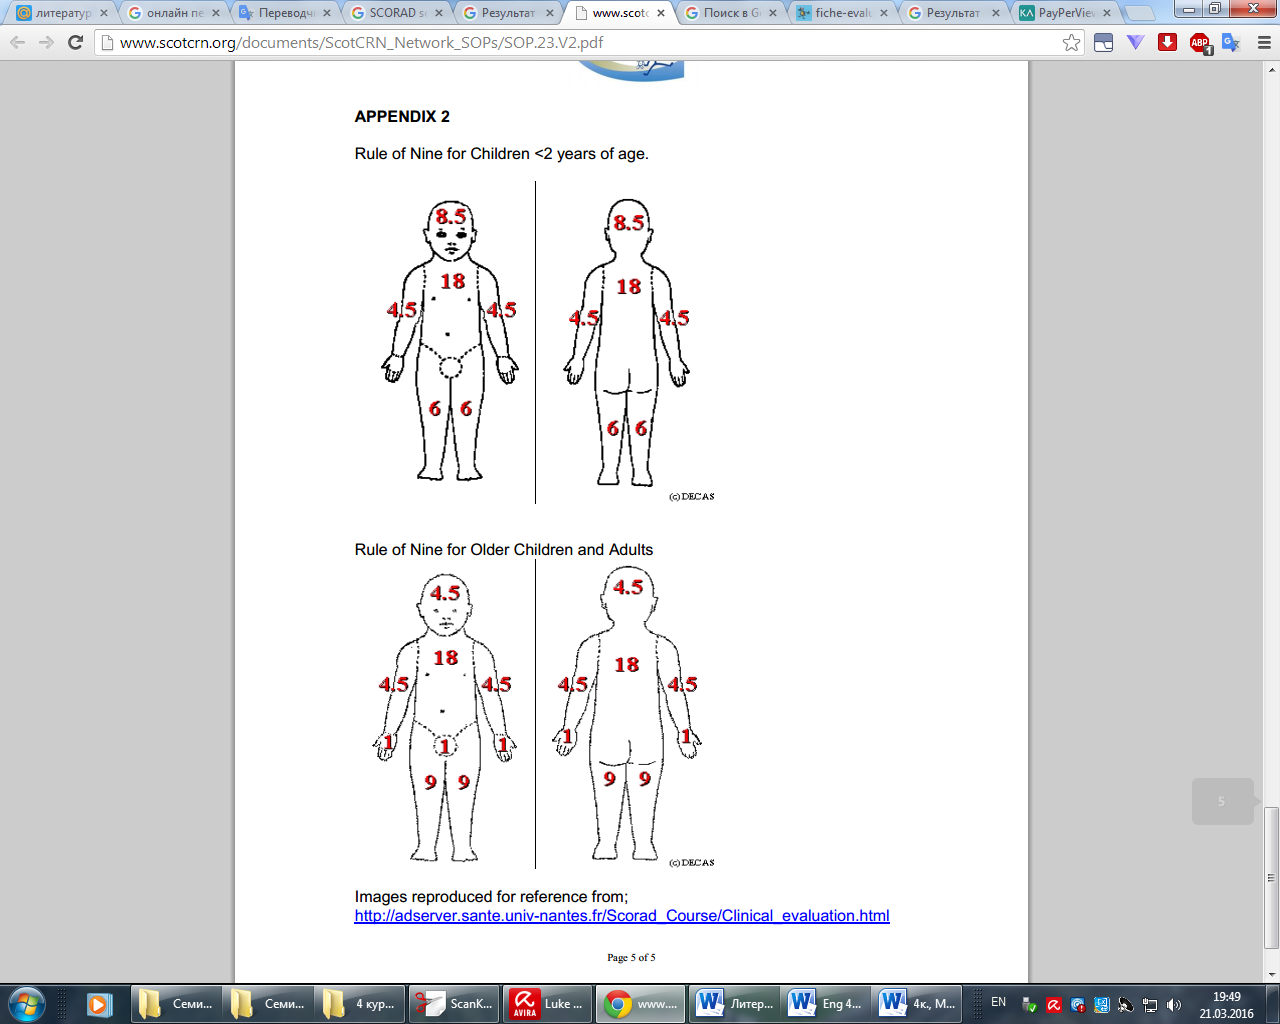 литератур
онлайн пе
Переводчи
SCORAD s
Результат
www.scotc
Поиск в G
fiche-evalu
Результат
PayPerView
www.scotcrn.org/documents/ScotCRN_Network_SOPs/SOP.23.V2.pdf
ABP
1
APPENDIX 2
Rule of Nine for Children <2 years of age.
8.5
8.5
18
18
4.5
4.5
4.5
4.5
6 6
6 6
(c)DECAS
Rule of Nine for Older Children and Adults
4.5
4.5
18
18
4.5
4.5
4.5
4.5
1
1
1
1
1
9 9
9 9
(c)DECAS
5
Images reproduced for reference from;
http://adserver.sante.univ-nantes.fr/Scorad_Course/Clinical_evaluation.html
Page 5 of 5
Семи...
Семи...
4 кур...
ScanK...
AVIRA
Luke ...
www....
Литер...
Eng 4...
4к., М...
EN
19:49
21.03.2016